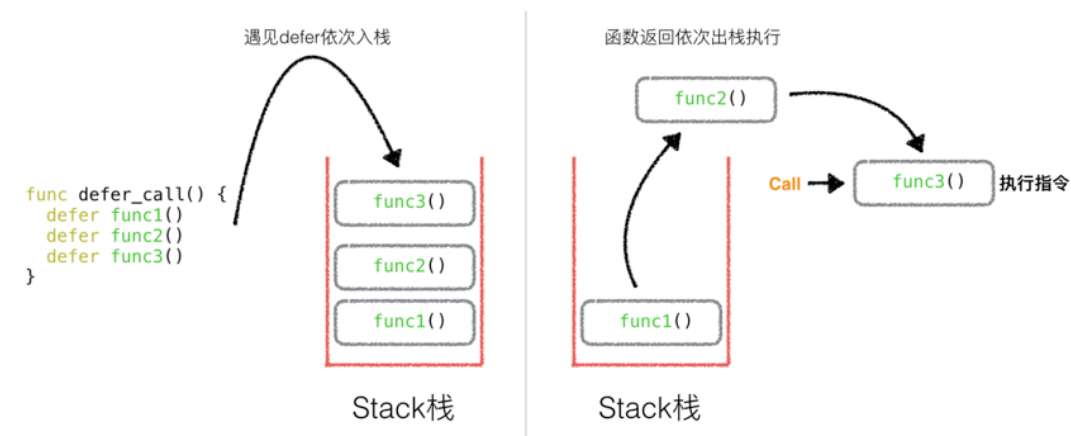 遇见defer依次入栈
func defer_call() {
  defer func1()
  defer func2()
  defer func3()
}
func3()
func2()
func1()
Stack栈
函数返回依次出栈执行
func2()
Call
func3()
执行指令
func1()
Stack栈